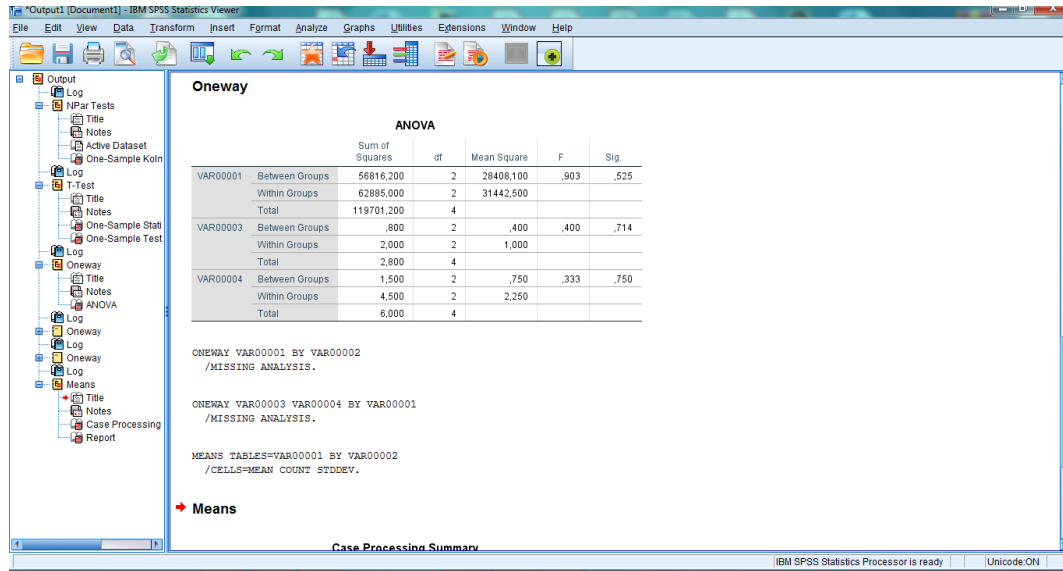 *Output1 [Document1] - IBM SPSS Statistics Viewer
File Edit View Data Transform Insert Format Analyze Graphs Utilities Extensions Window Help
Output
Log
NPar Tests
Title
Notes
Active Dataset
One-Sample Koln
Log
T-Test
Title
Notes
One-Sample Stati
One-Sample Test
Log
Oneway
Title
Notes
ANOVA
Log
Oneway
Log
Oneway
Log
Means
Title
Notes
Case Processing
Report
Oneway
ANOVA
Sum of Squares df Mean Square F Sig.
VAR00001 Between Groups 56816,200 2 28408,100 ,903 ,525
Within Groups 62885,000 2 31442,500
Total 119701,200 4
VAR00003 Between Groups ,800 2 ,400 ,400 ,714
Within Groups 2,000 2 1,000
Total 2,800 4
VAR00004 Between Groups 1,500 2 ,750 ,333 ,750
Within Groups 4,500 2 2,250
Total 6,000 4
ONEWAY VAR00001 BY VAR00002
/MISSING ANALYSIS.
ONEWAY VAR00003 VAR00004 BY VAR00001
/MISSING ANALYSIS.
MEANS TABLES=VAR00001 BY VAR00002
/CELLS=MEAN COUNT STDDEV.
Means
Case Processing Summary
IBM SPSS Statistics Processor is ready Unicode:ON